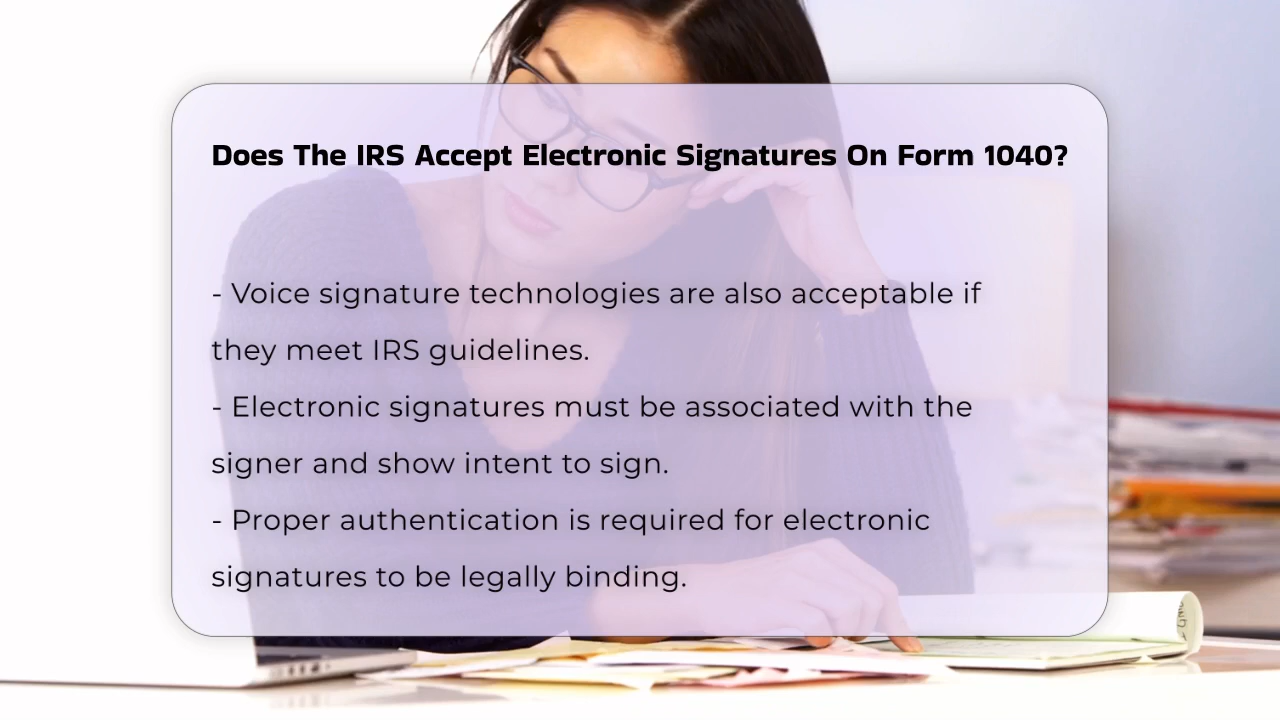 Does The IRS Accept Electronic Signatures On Form 1040?
- Voice signature technologies are also acceptable if
they meet IRS guidelines.
- Electronic signatures must be associated with the
signer and show intent to sign.
- Proper authentication is required for electronic
signatures to be legally binding.